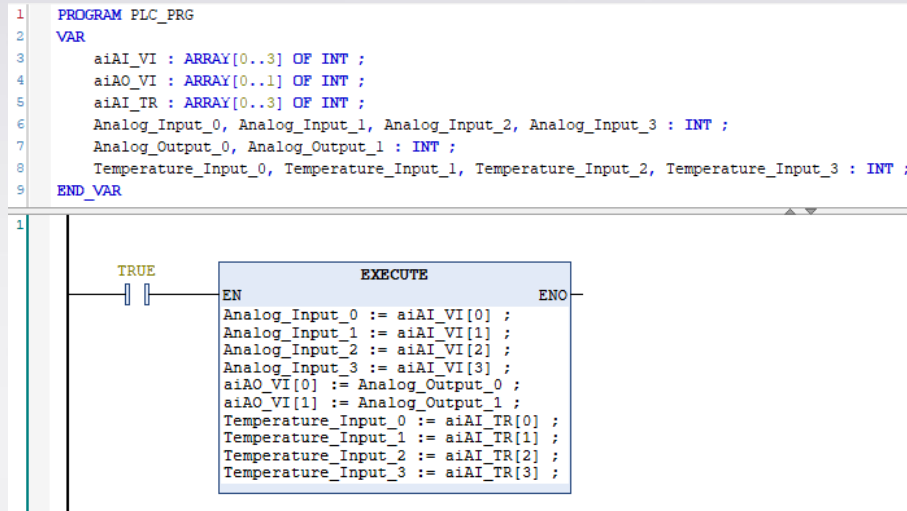 1 PROGRAM PLC_PRG
2 VAR
3 aiAI_VI : ARRAY[0..3] OF INT ;
4 aiAO_VI : ARRAY[0..1] OF INT ;
5 aiAI_TR : ARRAY[0..3] OF INT ;
6 Analog_Input_0, Analog_Input_1, Analog_Input_2, Analog_Input_3 : INT ;
7 Analog_Output_0, Analog_Output_1 : INT ;
8 Temperature_Input_0, Temperature_Input_1, Temperature_Input_2, Temperature_Input_3 : INT ;
9 END_VAR
1
TRUE
EXECUTE
EN ENO
Analog_Input_0 := aiAI_VI[0] ;
Analog_Input_1 := aiAI_VI[1] ;
Analog_Input_2 := aiAI_VI[2] ;
Analog_Input_3 := aiAI_VI[3] ;
aiAO_VI[0] := Analog_Output_0 ;
aiAO_VI[1] := Analog_Output_1 ;
Temperature_Input_0 := aiAI_TR[0] ;
Temperature_Input_1 := aiAI_TR[1] ;
Temperature_Input_2 := aiAI_TR[2] ;
Temperature_Input_3 := aiAI_TR[3] ;